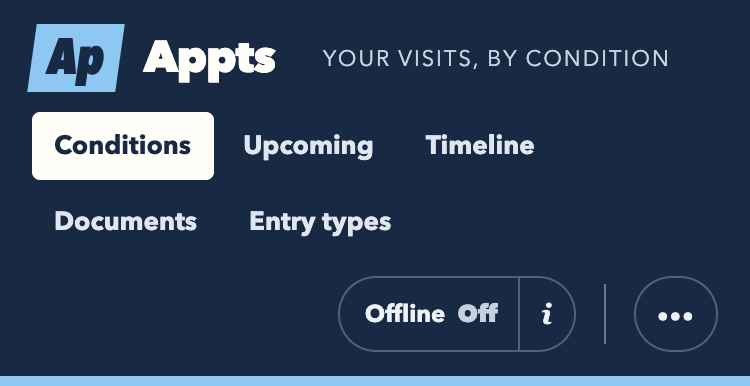 Ap Appts YOUR VISITS, BY CONDITION
Conditions Upcoming Timeline
Documents Entry types
Offline Off i